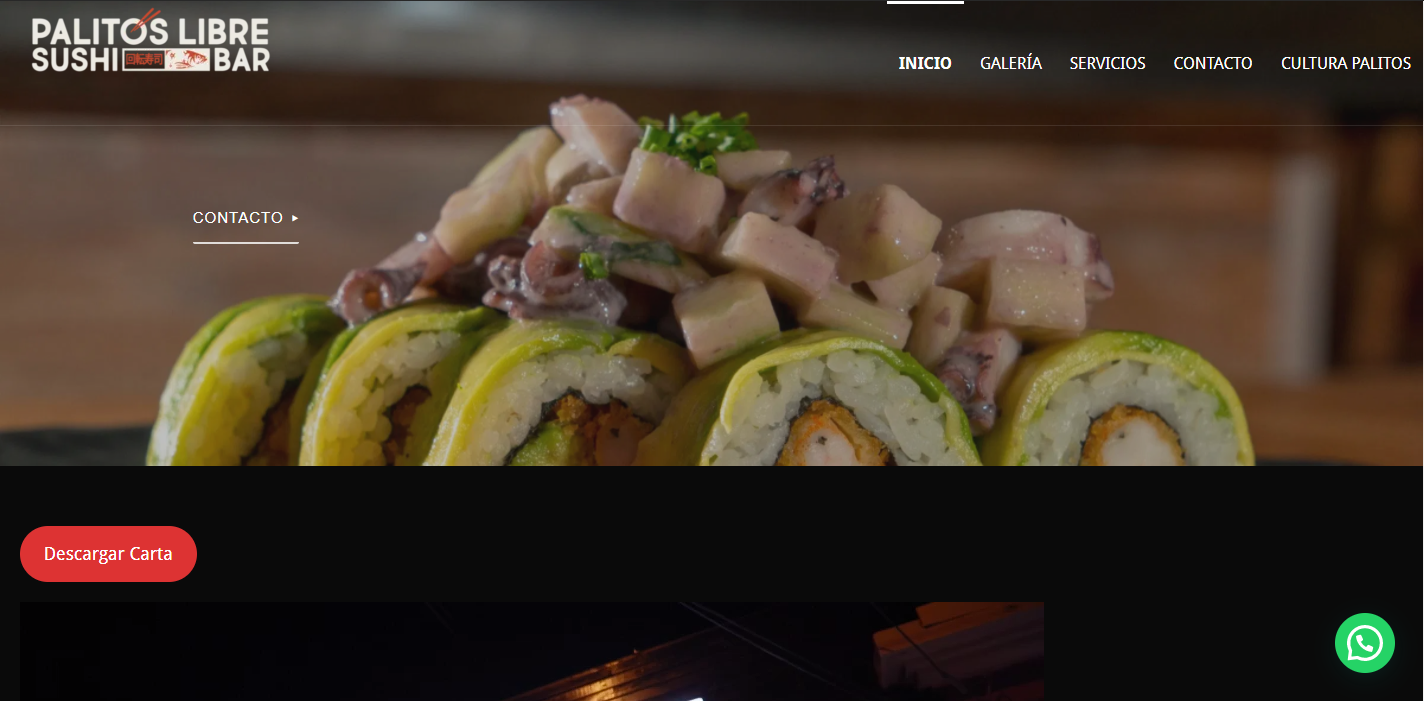 PALITOS LIBRE
SUSHI 回転寿司 BAR
INICIO GALERÍA SERVICIOS CONTACTO CULTURA PALITOS
CONTACTO
Descargar Carta